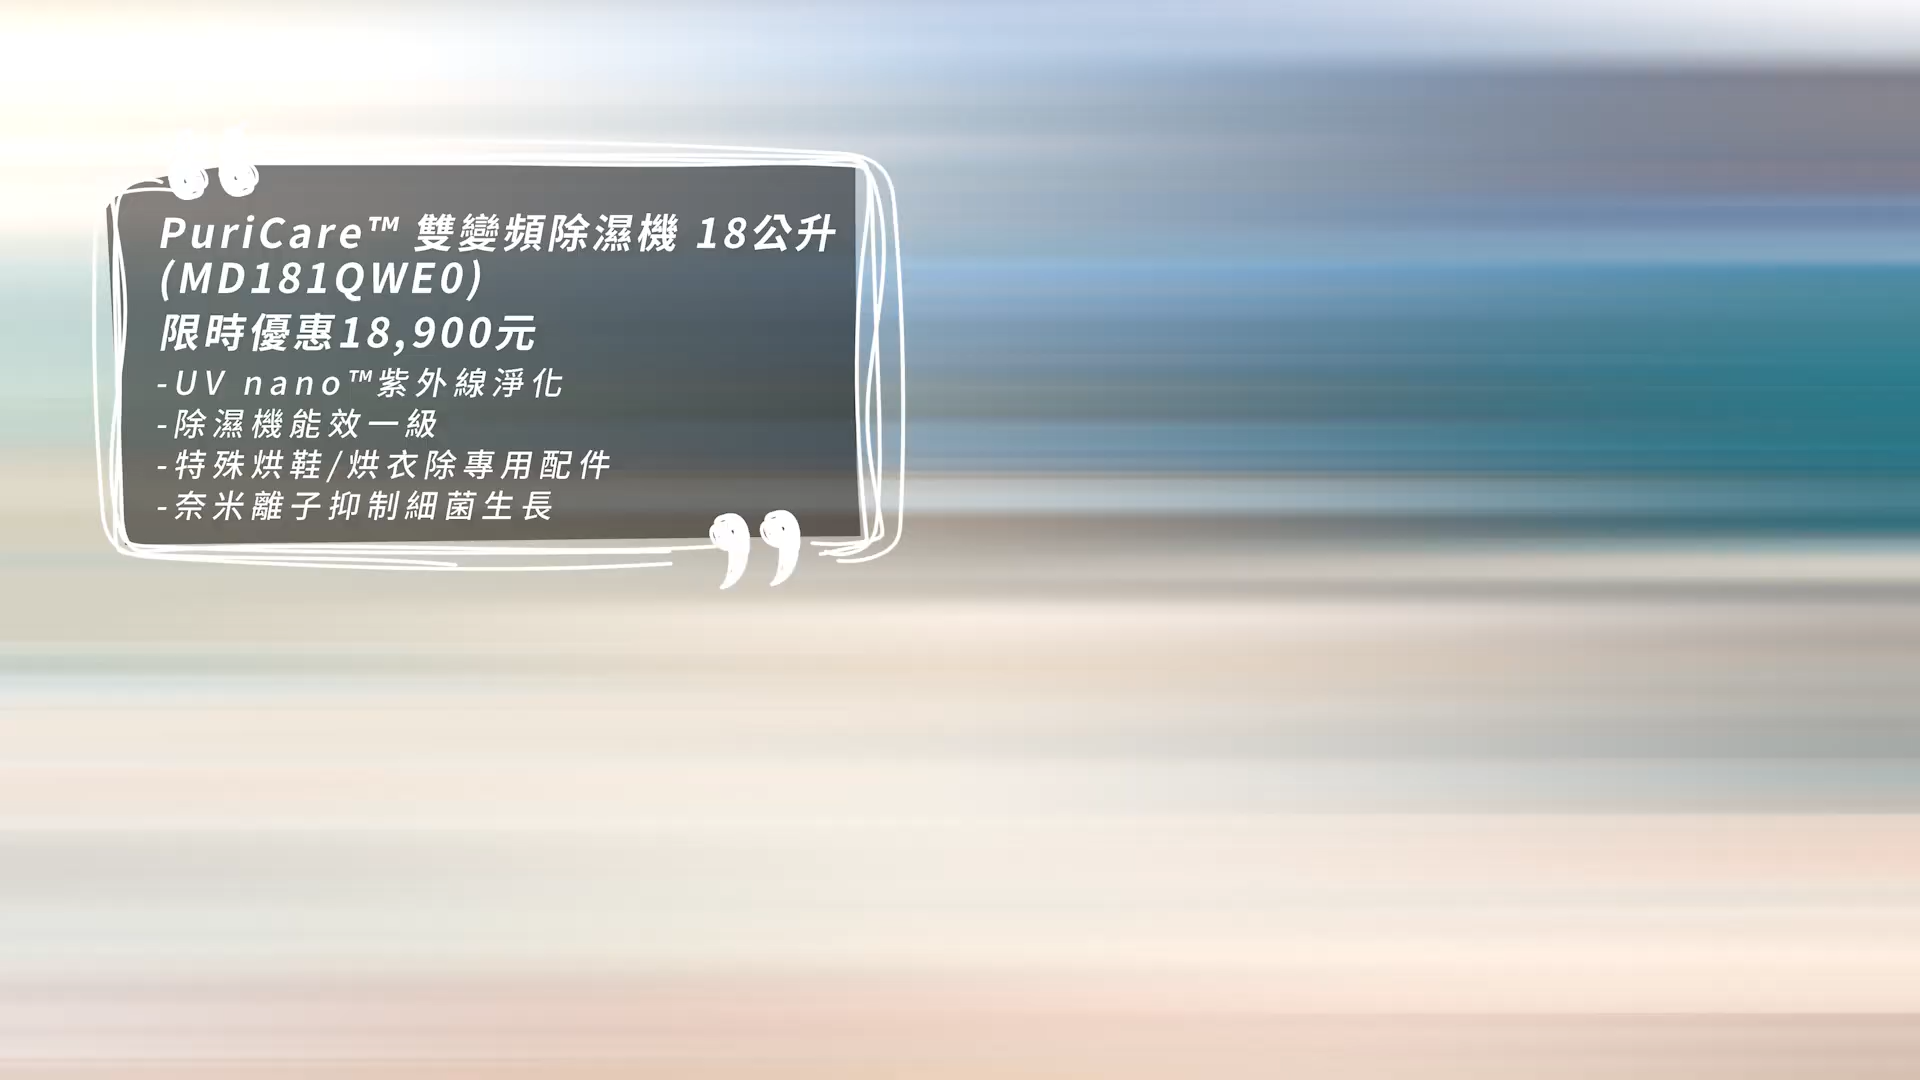 PuriCare™ 雙變頻除濕機 18公升
(MD181QWE0)
限時優惠18,900元
-UV nano™紫外線淨化
-除濕機能效一級
-特殊烘鞋/烘衣除專用配件
-奈米離子抑制細菌生長